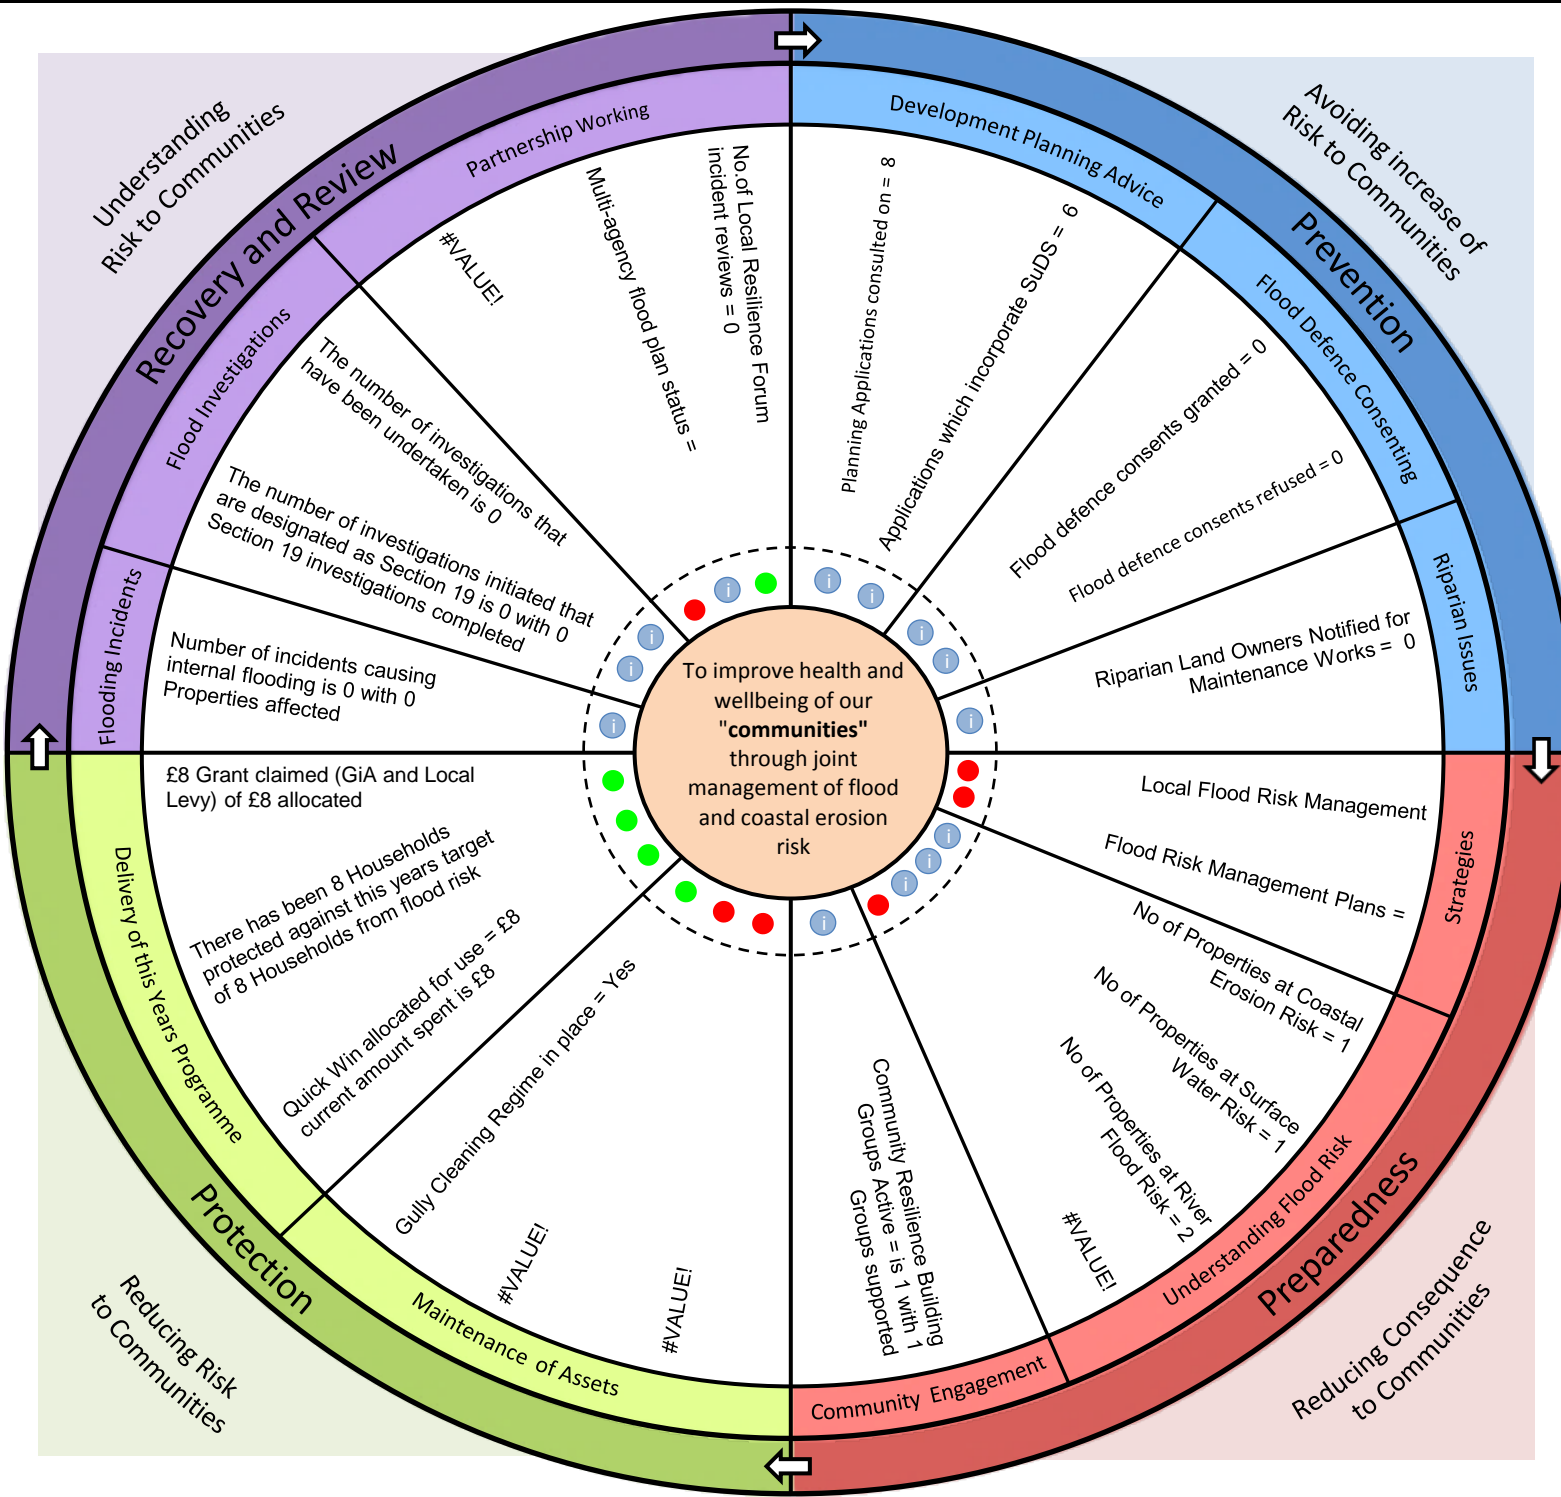 Understanding
Risk to Communities
Avoiding increase of
Risk to Communities
Reducing Consequence
to Communities
Reducing Risk
to Communities
Recovery and Review
Prevention
Preparedness
Protection
Partnership Working
#VALUE!
Multi-agency flood plan status =
No.of Local Resilience Forum
incident reviews = 0
Development Planning Advice
Planning Applications consulted on = 8
Applications which incorporate SuDS = 6
Flood Defence Consenting
Flood defence consents granted = 0
Flood defence consents refused = 0
Riparian Issues
Riparian Land Owners Notified for
Maintenance Works = 0
Strategies
Local Flood Risk Management
Flood Risk Management Plans =
Understanding Flood Risk
No of Properties at Coastal
Erosion Risk = 1
No of Properties at Surface
Water Risk = 1
No of Properties at River
Flood Risk = 2
#VALUE!
Community Engagement
Community Resilience Building
Groups Active = is 1 with 1
Groups supported
Maintenance of Assets
#VALUE!
#VALUE!
Gully Cleaning Regime in place = Yes
Delivery of this Years Programme
Quick Win allocated for use = £8
current amount spent is £8
There has been 8 Households
protected against this years target
of 8 Households from flood risk
£8 Grant claimed (GiA and Local
Levy) of £8 allocated
Flooding Incidents
Number of incidents causing
internal flooding is 0 with 0
Properties affected
Flood Investigations
The number of investigations initiated that
are designated as Section 19 is 0 with 0
Section 19 investigations completed
The number of investigations that
have been undertaken is 0
i
i
i
i
i
i
i
i
i
i
i
i
i
To improve health and
wellbeing of our
"communities"
through joint
management of flood
and coastal erosion
risk